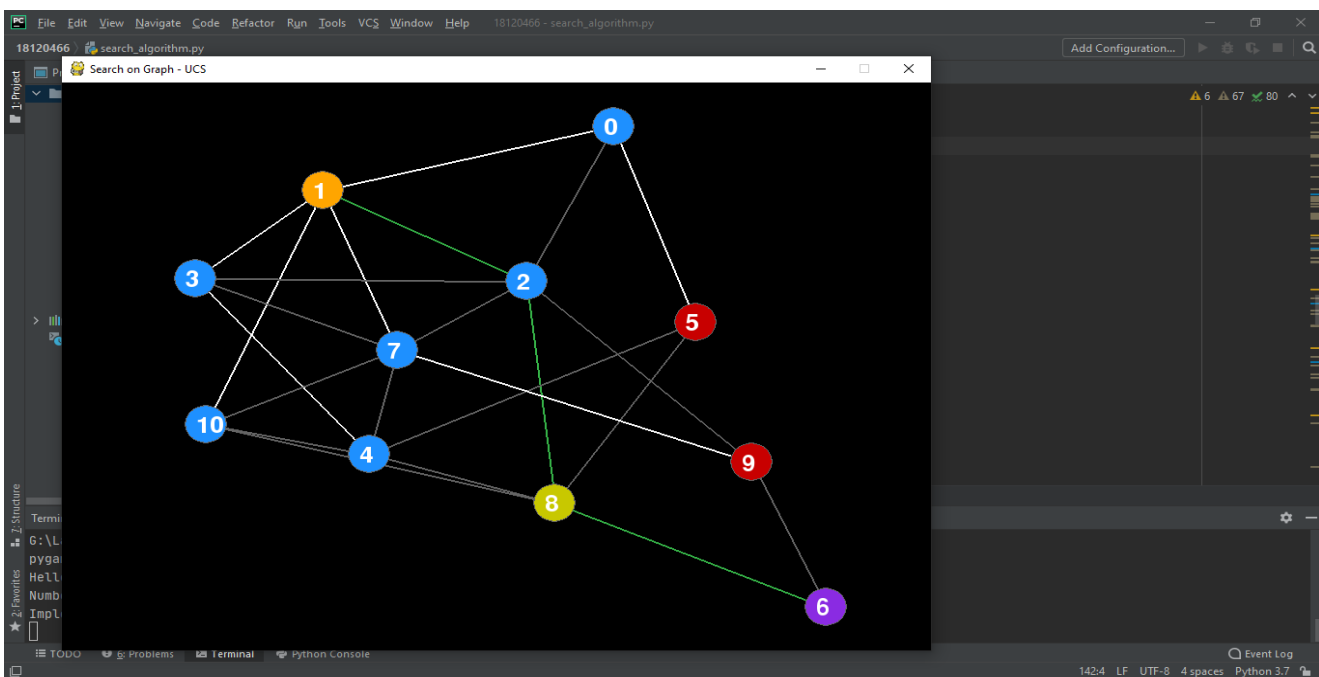 PC File Edit View Navigate Code Refactor Run Tools VCS Window Help 18120466 - search_algorithm.py
18120466 search_algorithm.py Add Configuration...
Search on Graph - UCS
1: Project
6 67 80
0
1
3
2
5
7
10
4
9
8
6
Z: Structure
2: Favorites
G:\L
pyga
Hell
Numb
Impl
TODO 6: Problems Terminal Python Console Event Log
142:4 LF UTF-8 4 spaces Python 3.7